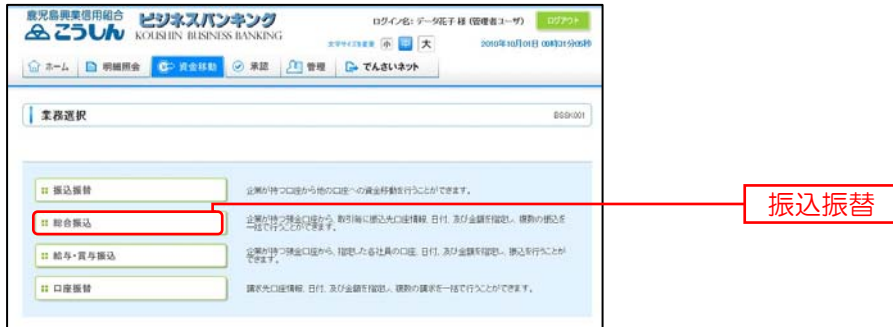 鹿児島興業信用組合
こうしん
ビジネスバンキング
KOUSHIN BUSINESS BANKING
ログイン名: データ花子 様 (管理者ユーザ)
ログアウト
文字サイズを変更 小 中 大
2010年10月01日 00時31分05秒
ホーム 明細照会 資金移動 承認 管理 でんさいネット
業務選択
BSSK001
振込振替
企業が持つ口座から他の口座への資金移動を行うことができます。
総合振込
企業が持つ預金口座から、取引毎に振込先口座情報、日付、及び金額を指定し、複数の振込を
一括で行うことができます。
給与・賞与振込
企業が持つ預金口座から、指定した各社員の口座、日付、及び金額を指定し、振込を行うことが
できます。
口座振替
請求先口座情報、日付、及び金額を指定し、複数の請求を一括で行うことができます。
振込振替